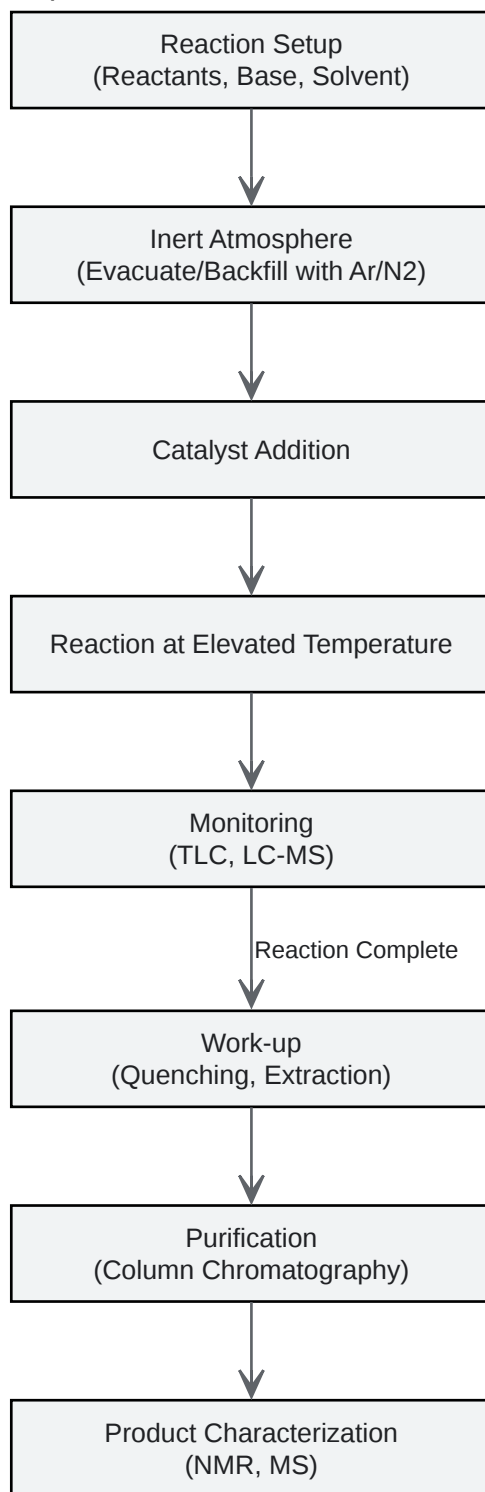 Reaction Setup
(Reactants, Base, Solvent)
Inert Atmosphere
(Evacuate/Backfill with Ar/N2)
Catalyst Addition
Reaction at Elevated Temperature
Monitoring
(TLC, LC-MS)
Reaction Complete
Work-up
(Quenching, Extraction)
Purification
(Column Chromatography)
Product Characterization
(NMR, MS)